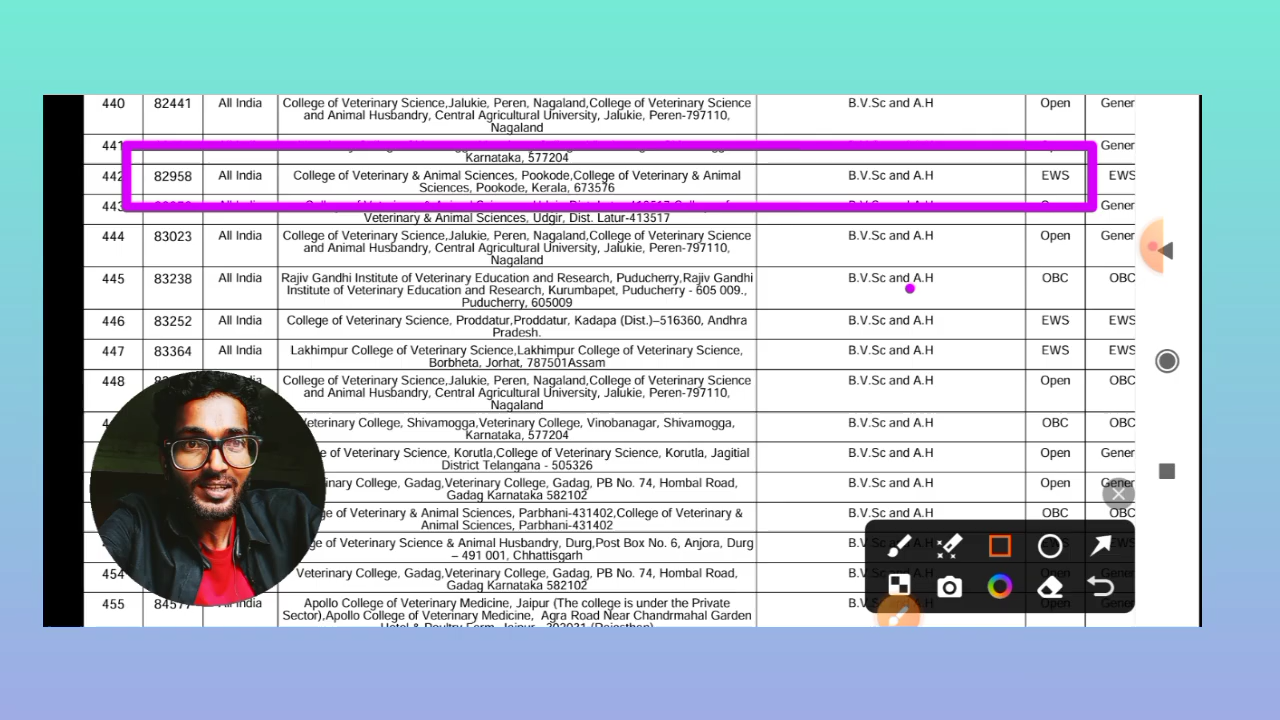 440 82441 All India College of Veterinary Science,Jalukie, Peren, Nagaland,College of Veterinary Science B.V.Sc and A.H Open Gener
and Animal Husbandry, Central Agricultural University, Jalukie, Peren-797110,
Nagaland
441 Gener
Karnataka, 577204
442 82958 All India College of Veterinary & Animal Sciences, Pookode,College of Veterinary & Animal B.V.Sc and A.H EWS EWS
Sciences, Pookode, Kerala, 673576
443 Gener
Veterinary & Animal Sciences, Udgir, Dist. Latur-413517
444 83023 All India College of Veterinary Science,Jalukie, Peren, Nagaland,College of Veterinary Science B.V.Sc and A.H Open Gener
and Animal Husbandry, Central Agricultural University, Jalukie, Peren-797110,
Nagaland
445 83238 All India Rajiv Gandhi Institute of Veterinary Education and Research, Puducherry,Rajiv Gandhi B.V.Sc and A.H OBC OBC
Institute of Veterinary Education and Research, Kurumbapet, Puducherry - 605 009.,
Puducherry, 605009
446 83252 All India College of Veterinary Science, Proddatur,Proddatur, Kadapa (Dist.)–516360, Andhra B.V.Sc and A.H EWS EWS
Pradesh.
447 83364 All India Lakhimpur College of Veterinary Science,Lakhimpur College of Veterinary Science, B.V.Sc and A.H EWS EWS
Borbheta, Jorhat, 787501Assam
448 College of Veterinary Science,Jalukie, Peren, Nagaland,College of Veterinary Science B.V.Sc and A.H Open OBC
and Animal Husbandry, Central Agricultural University, Jalukie, Peren-797110,
Nagaland
Veterinary College, Shivamogga,Veterinary College, Vinobanagar, Shivamogga, B.V.Sc and A.H OBC OBC
Karnataka, 577204
of Veterinary Science, Korutla,College of Veterinary Science, Korutla, Jagitial B.V.Sc and A.H Open Gener
District Telangana - 505326
College, Gadag,Veterinary College, Gadag, PB No. 74, Hombal Road, B.V.Sc and A.H Open Gener
Gadag Karnataka 582102
of Veterinary & Animal Sciences, Parbhani-431402,College of Veterinary & B.V.Sc and A.H OBC OBC
Animal Sciences, Parbhani-431402
of Veterinary Science & Animal Husbandry, Durg,Post Box No. 6, Anjora, Durg
– 491 001, Chhattisgarh
454 Veterinary College, Gadag,Veterinary College, Gadag, PB No. 74, Hombal Road,
Gadag Karnataka 582102
455 Apollo College of Veterinary Medicine, Jaipur (The college is under the Private
Sector),Apollo College of Veterinary Medicine, Agra Road Near Chandrmahal Garden